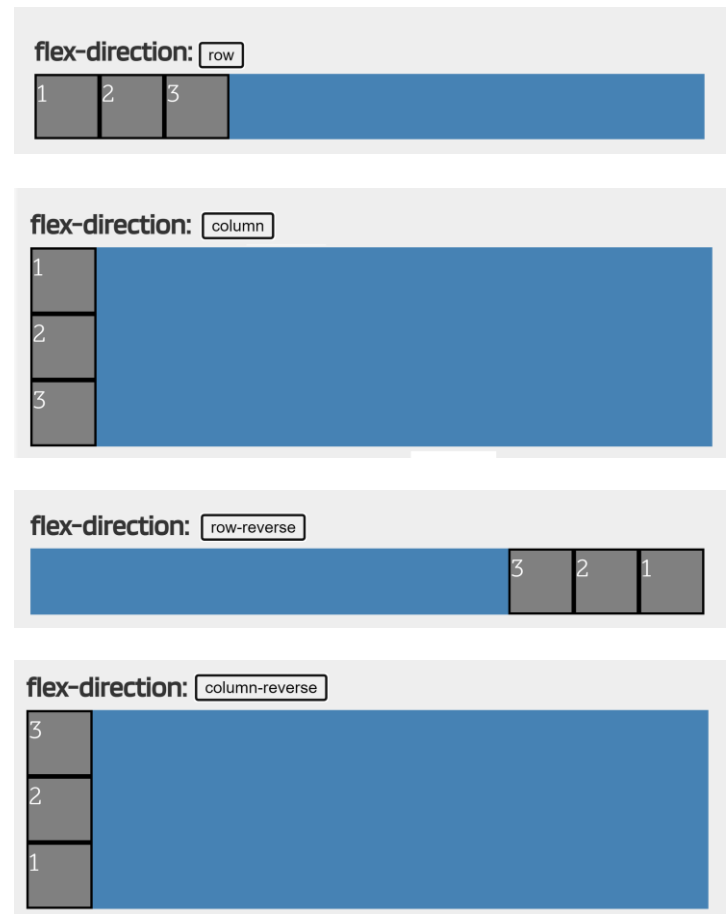 flex-direction: row
1 2 3
flex-direction: column
1
2
3
flex-direction: row-reverse
3 2 1
flex-direction: column-reverse
3
2
1